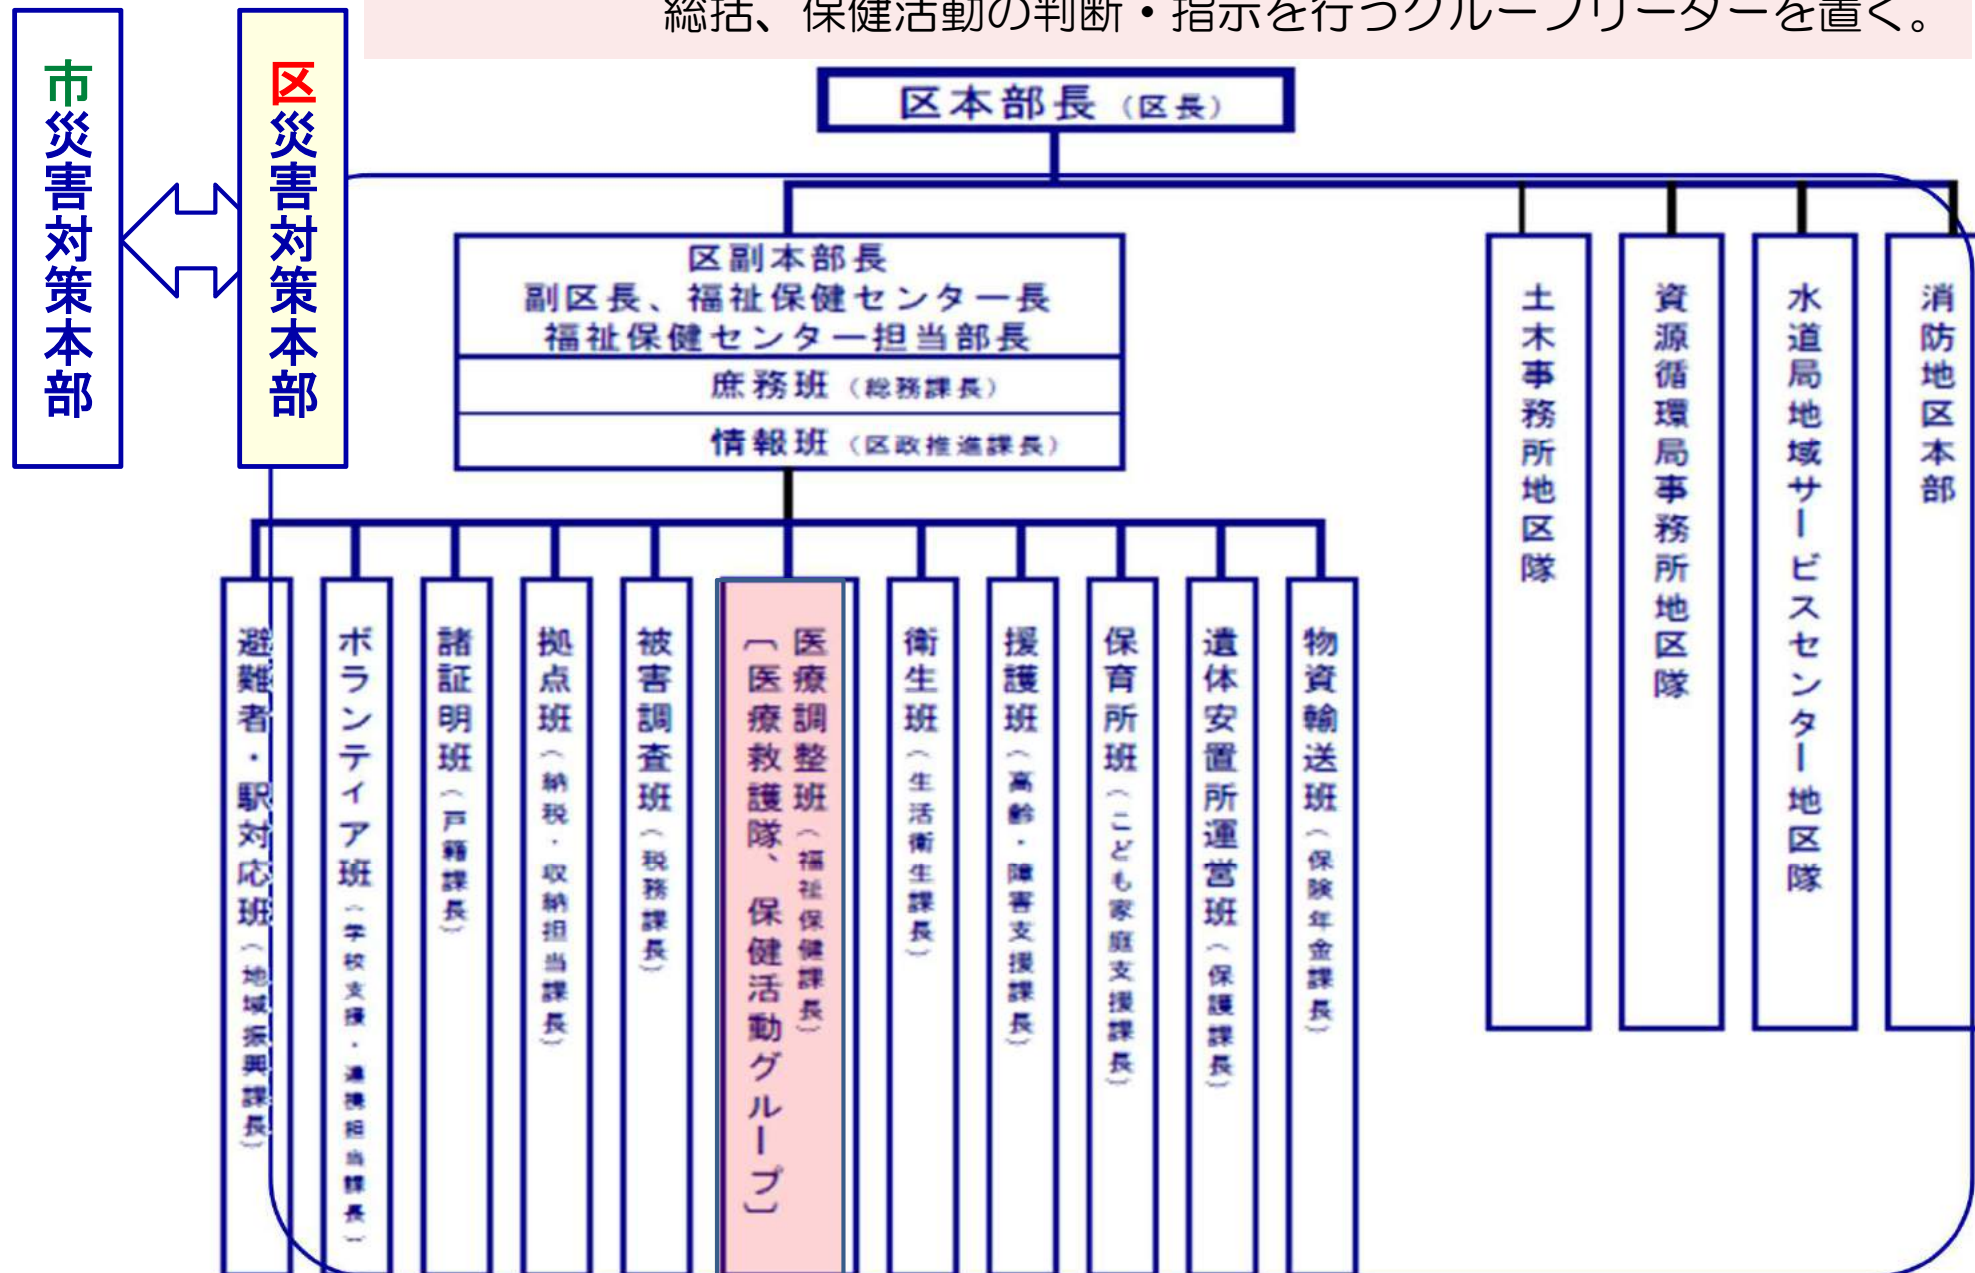 総括、保健活動の判断・指示を行うグループリーダーを置く。
市災害対策本部
区災害対策本部
区本部長（区長）
区副本部長
副区長、福祉保健センター長
福祉保健センター担当部長
庶務班（総務課長）
情報班（区政推進課長）
避難者・駅対応班（地域振興課長）
ボランティア班（学校支援・連携担当課長）
諸証明班（戸籍課長）
拠点班（納税・収納担当課長）
被害調査班（税務課長）
医療調整班（福祉保健課長）
〔医療救護隊、保健活動グループ〕
衛生班（生活衛生課長）
援護班（高齢・障害支援課長）
保育所班（こども家庭支援課長）
遺体安置所運営班（保護課長）
物資輸送班（保険年金課長）
土木事務所地区隊
資源循環局事務所地区隊
水道局地域サービスセンター地区隊
消防地区本部